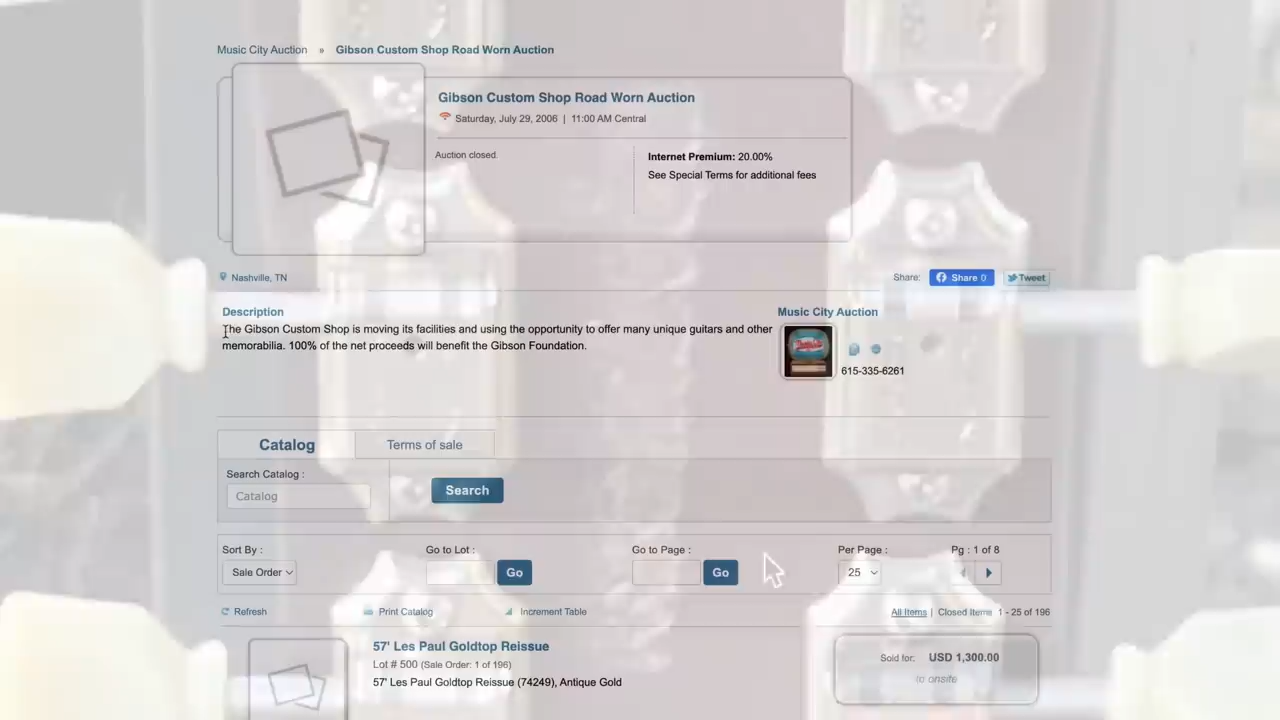 Music City Auction » Gibson Custom Shop Road Worn Auction
Gibson Custom Shop Road Worn Auction
Saturday, July 29, 2006 | 11:00 AM Central
Auction closed.
Internet Premium: 20.00%
See Special Terms for additional fees
Nashville, TN
Share: Share 0 Tweet
Description
The Gibson Custom Shop is moving its facilities and using the opportunity to offer many unique guitars and other
memorabilia. 100% of the net proceeds will benefit the Gibson Foundation.
Music City Auction
615-335-6261
Catalog Terms of sale
Search Catalog :
Catalog
Search
Sort By : Go to Lot : Go to Page : Per Page : Pg : 1 of 8
Sale Order Go Go 25
Refresh Print Catalog Increment Table All Items | Closed Items 1 - 25 of 196
57' Les Paul Goldtop Reissue
Lot # 500 (Sale Order: 1 of 196)
57' Les Paul Goldtop Reissue (74249), Antique Gold
Sold for: USD 1,300.00
to onsite